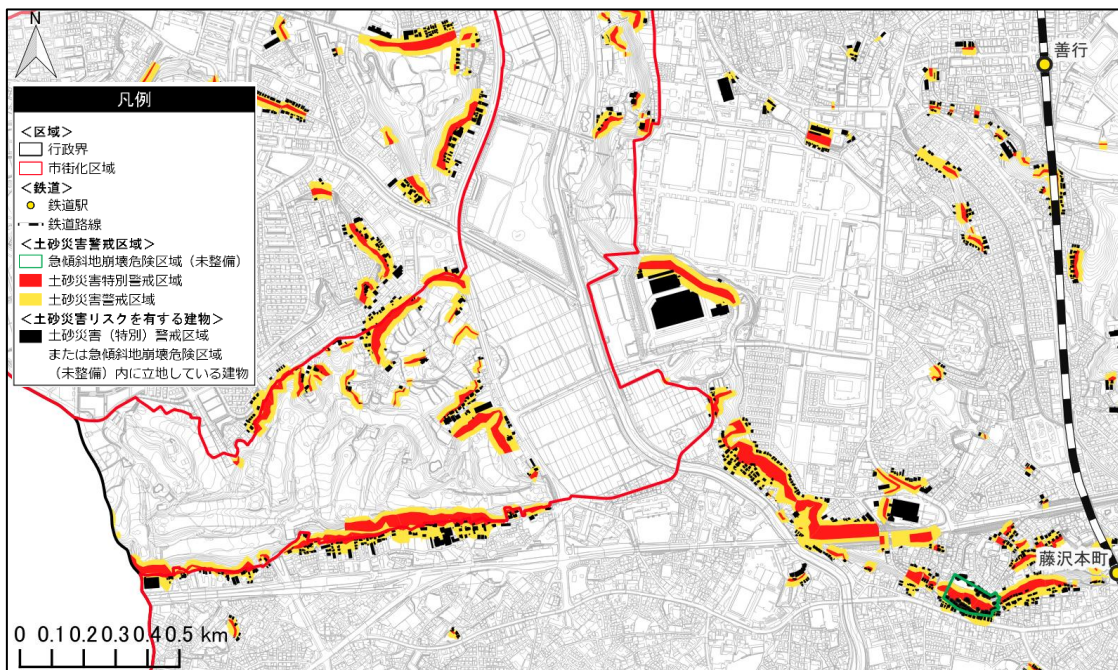 N
善行
凡例
<区域>
行政界
市街化区域
<鉄道>
鉄道駅
鉄道路線
<土砂災害警戒区域>
急傾斜地崩壊危険区域（未整備）
土砂災害特別警戒区域
土砂災害警戒区域
<土砂災害リスクを有する建物>
土砂災害（特別）警戒区域
または急傾斜地崩壊危険区域
（未整備）内に立地している建物
藤沢本町
0 0.1 0.2 0.3 0.4 0.5 km